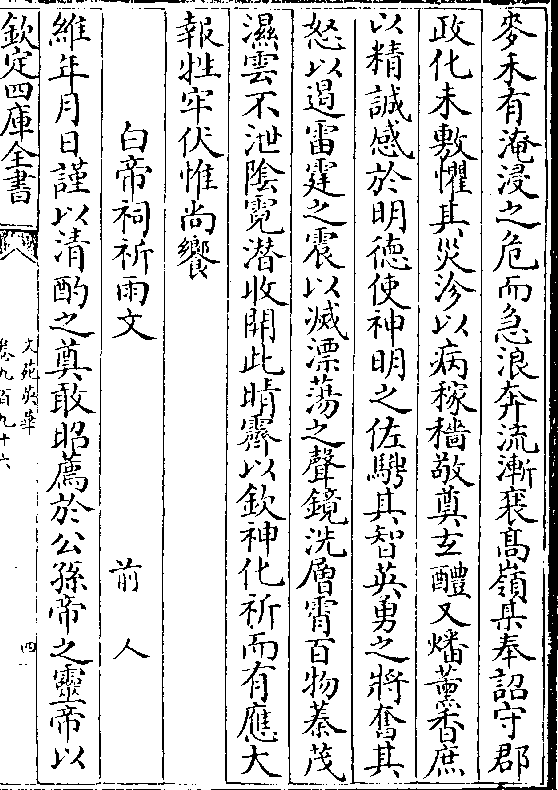 麥禾有淹浸之危而急浪奔流漸襄髙嶺某奉詔守郡
政化未敷懼其災沴以病稼穡敬奠玄醴又燔薰香庶
以精誠感於明德使神明之佐騁其智英勇之將奮其
怒以遏雷霆之震以滅漂蕩之聲鏡洗層霄百物蓁茂
濕雲不泄隂霓潛收開此晴霽以欽神化祈而有應大
報牲牢伏惟尚饗
白帝祠祈雨文 前人
維年月日謹以清酌之奠敢昭薦於公孫帝之靈帝以
欽定四庫全書
文苑英華
卷九百九十六
四